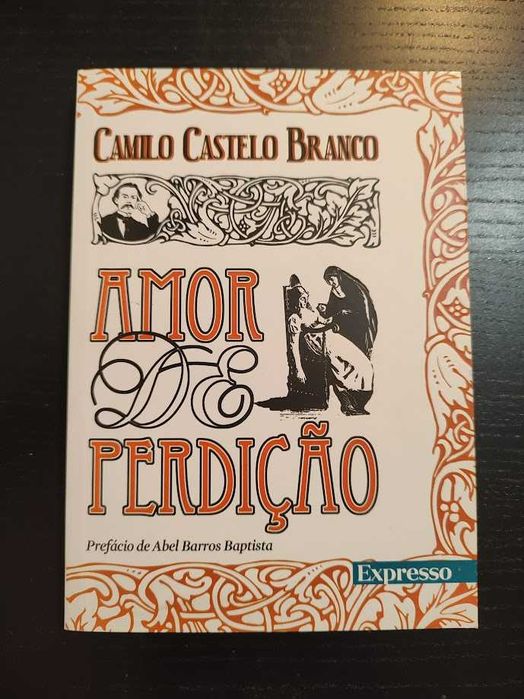 CAMILO CASTELO BRANCO
AMOR
DE
PERDIÇÃO
Prefácio de Abel Barros Baptista
Expresso